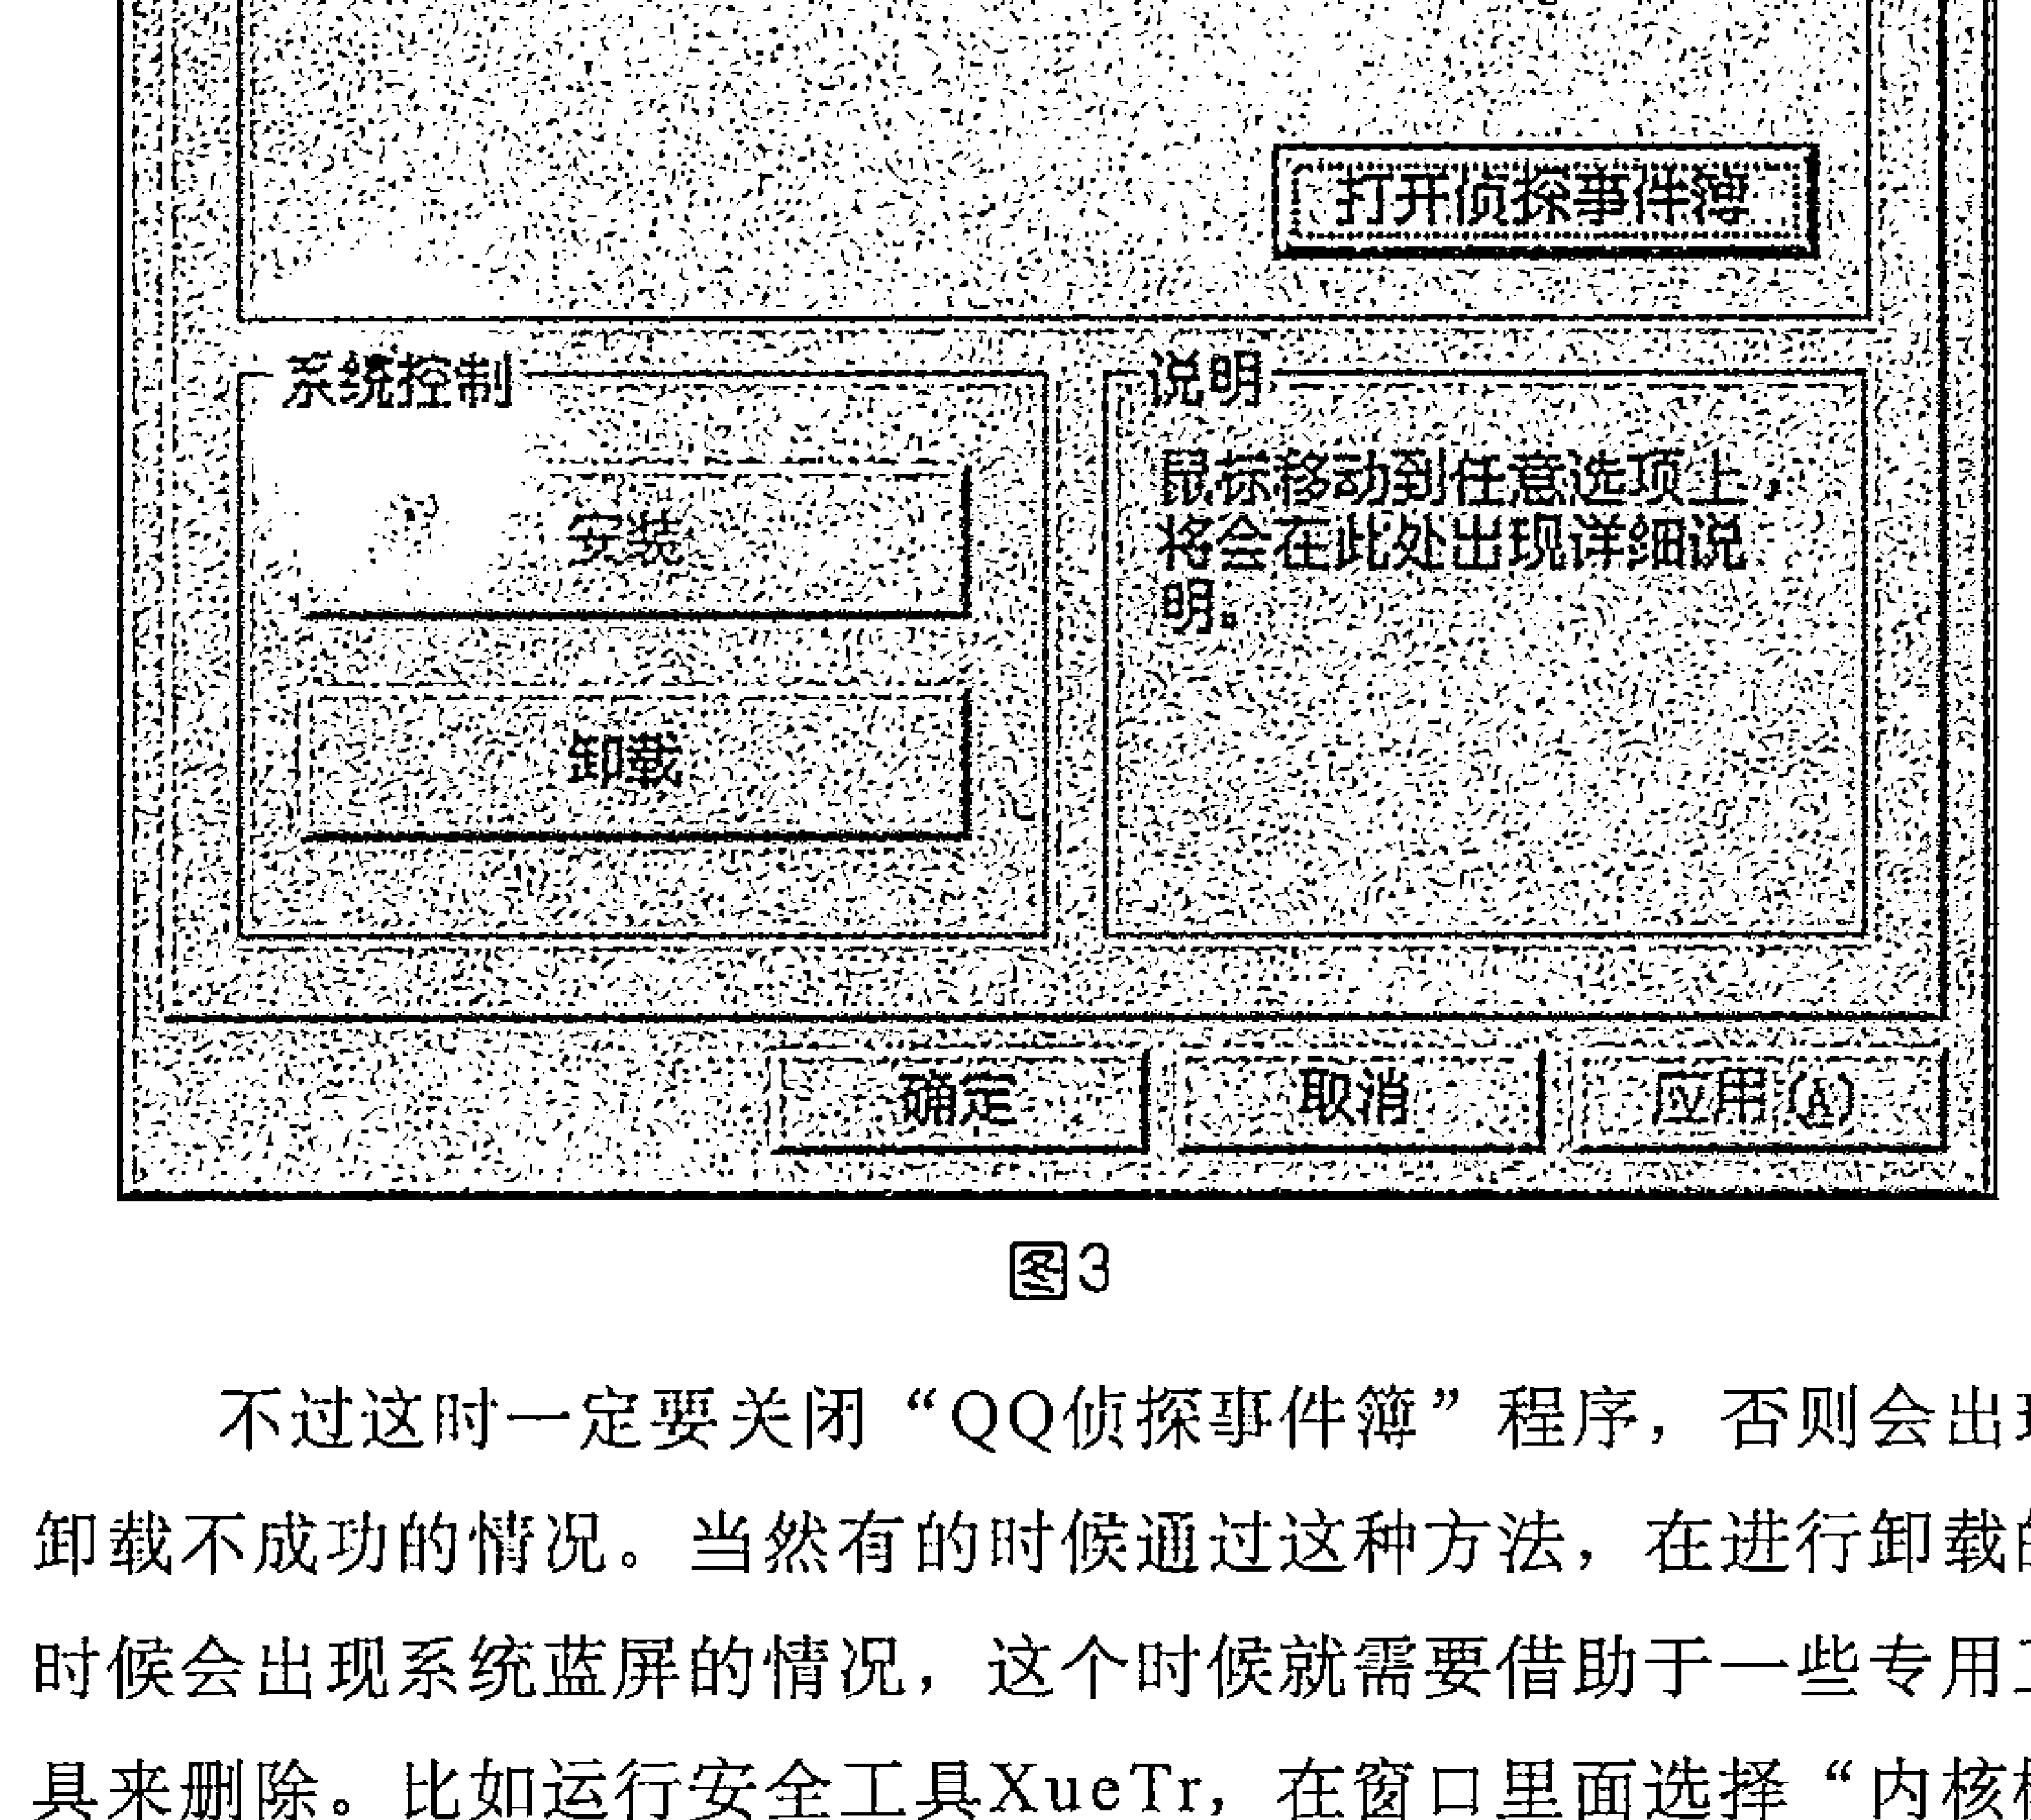 打开侦探事件簿
系统控制
安装
卸载
说明
鼠标移动到任意选项上，
将会在此处出现详细说
明。
确定
取消
应用(A)
图3
不过这时一定要关闭“QQ侦探事件簿”程序，否则会出现
卸载不成功的情况。当然有的时候通过这种方法，在进行卸载的
时候会出现系统蓝屏的情况，这个时候就需要借助于一些专用工
具来删除。比如运行安全工具XueTr，在窗口里面选择“内核